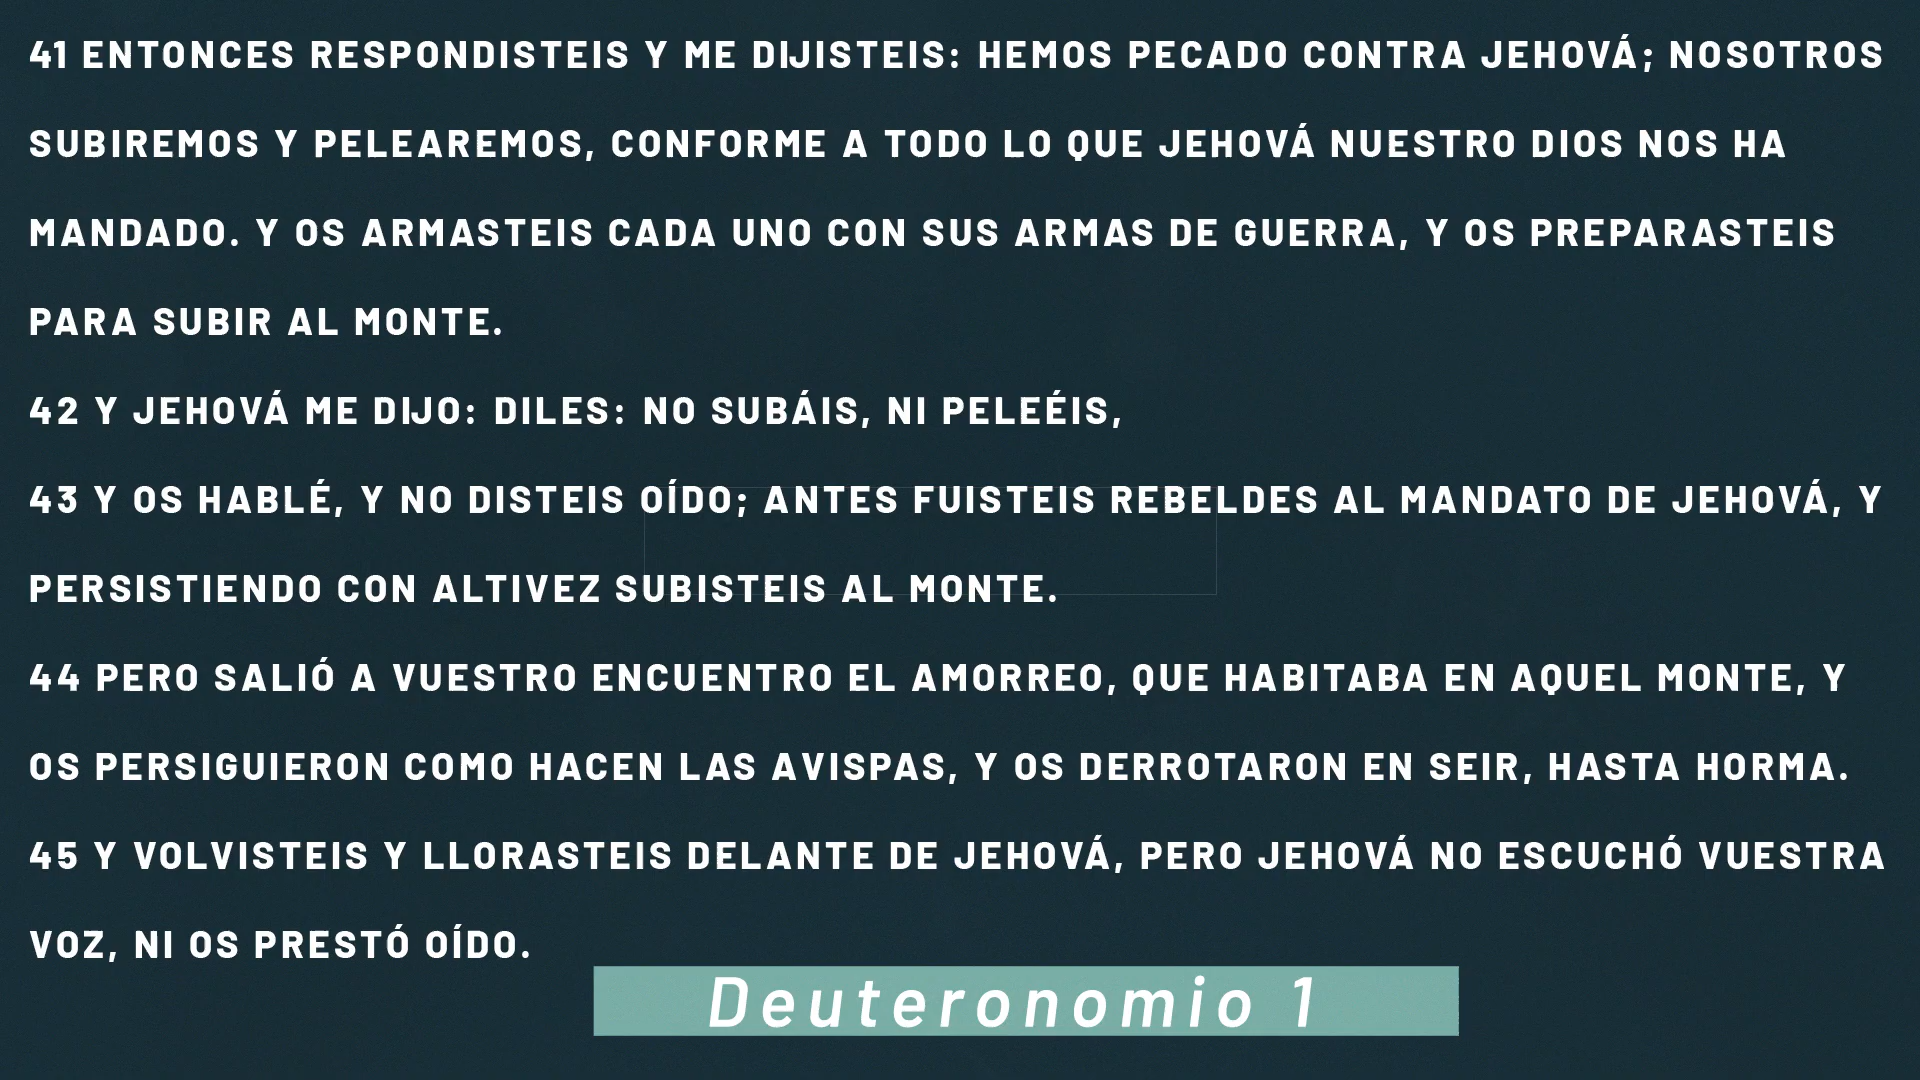 41 ENTONCES RESPONDISTEIS Y ME DIJISTEIS: HEMOS PECADO CONTRA JEHOVÁ; NOSOTROS
SUBIREMOS Y PELEAREMOS, CONFORME A TODO LO QUE JEHOVÁ NUESTRO DIOS NOS HA
MANDADO. Y OS ARMASTEIS CADA UNO CON SUS ARMAS DE GUERRA, Y OS PREPARASTEIS
PARA SUBIR AL MONTE.
42 Y JEHOVÁ ME DIJO: DILES: NO SUBÁIS, NI PELEÉIS,
43 Y OS HABLÉ, Y NO DISTEIS OÍDO; ANTES FUISTEIS REBELDES AL MANDATO DE JEHOVÁ, Y
PERSISTIENDO CON ALTIVEZ SUBISTEIS AL MONTE.
44 PERO SALIÓ A VUESTRO ENCUENTRO EL AMORREO, QUE HABITABA EN AQUEL MONTE, Y
OS PERSIGUIERON COMO HACEN LAS AVISPAS, Y OS DERROTARON EN SEIR, HASTA HORMA.
45 Y VOLVISTEIS Y LLORASTEIS DELANTE DE JEHOVÁ, PERO JEHOVÁ NO ESCUCHÓ VUESTRA
VOZ, NI OS PRESTÓ OÍDO.
Deuteronomio 1